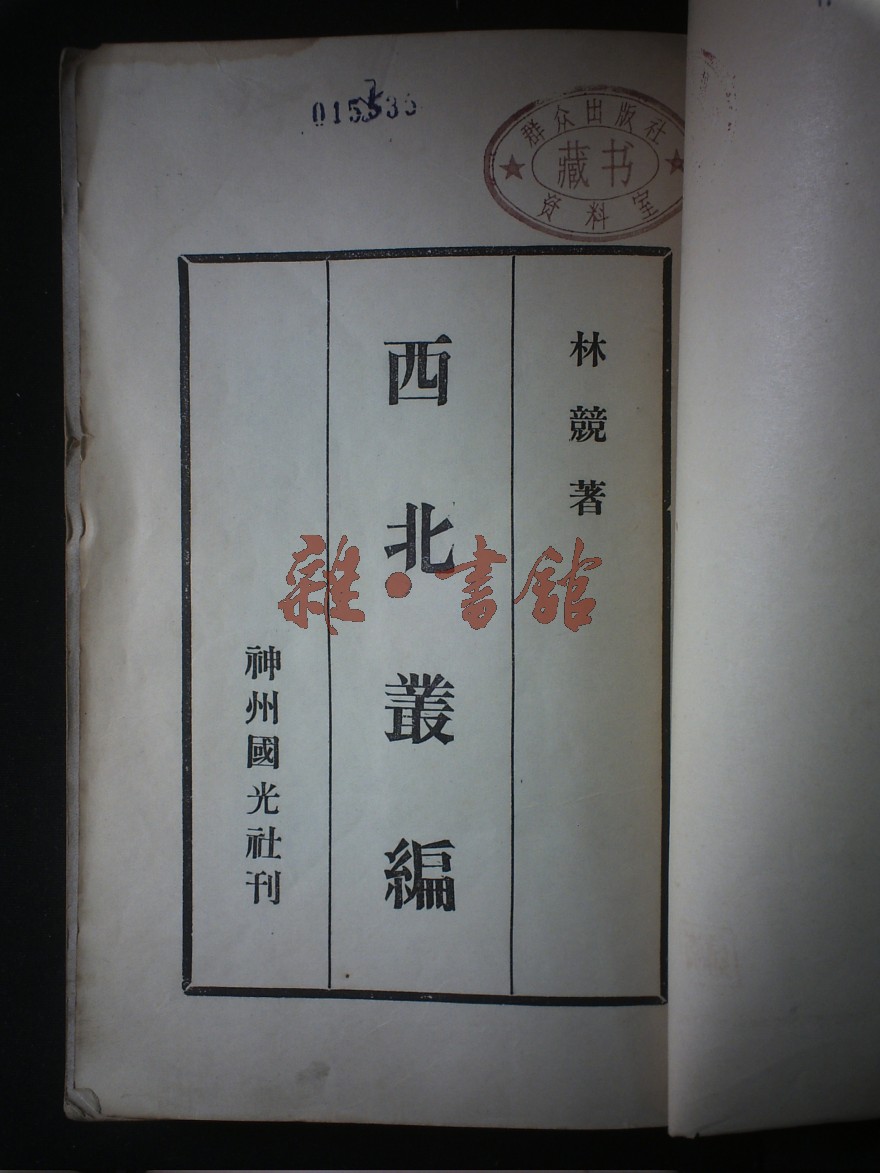 群众出版社
藏书
资料室
林競著
西北叢編
神州國光社刊
雜·書館